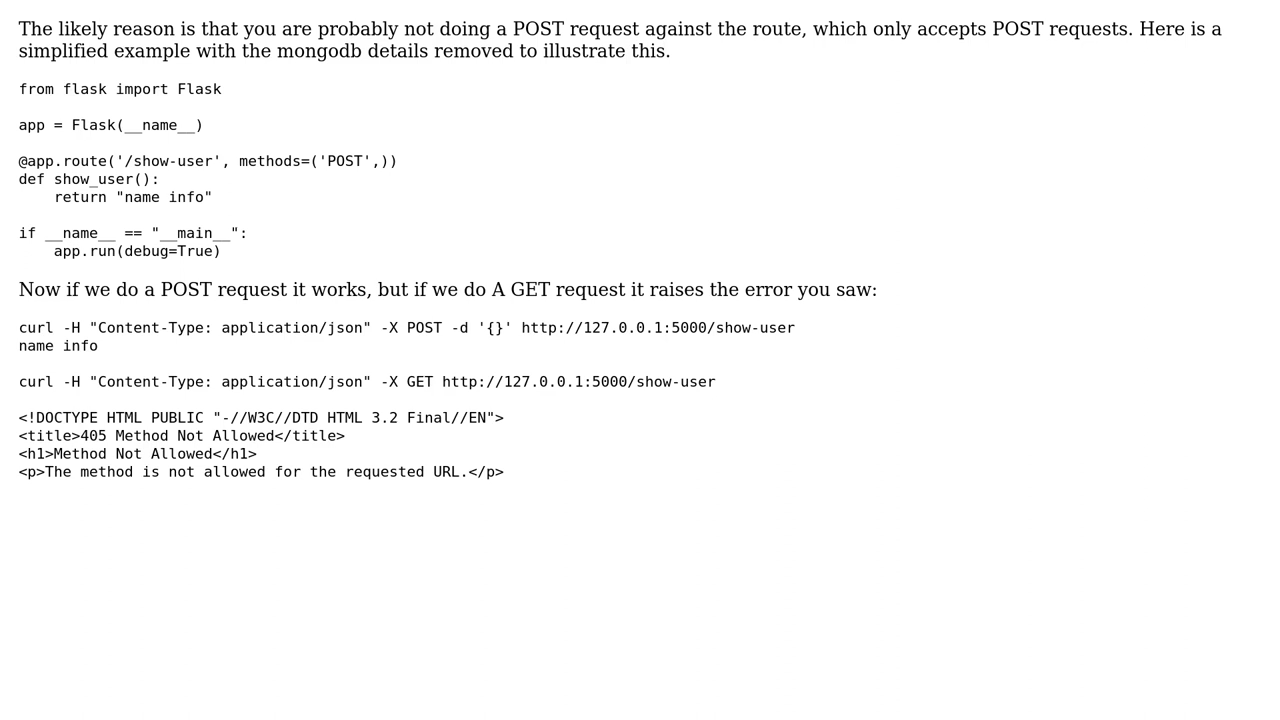 The likely reason is that you are probably not doing a POST request against the route, which only accepts POST requests. Here is a
simplified example with the mongodb details removed to illustrate this.
from flask import Flask
app = Flask(__name__)
@app.route('/show-user', methods=('POST',))
def show_user():
    return "name info"
if __name__ == "__main__":
    app.run(debug=True)
Now if we do a POST request it works, but if we do A GET request it raises the error you saw:
curl -H "Content-Type: application/json" -X POST -d '{}' http://127.0.0.1:5000/show-user
name info
curl -H "Content-Type: application/json" -X GET http://127.0.0.1:5000/show-user
<!DOCTYPE HTML PUBLIC "-//W3C//DTD HTML 3.2 Final//EN">
<title>405 Method Not Allowed</title>
<h1>Method Not Allowed</h1>
<p>The method is not allowed for the requested URL.</p>